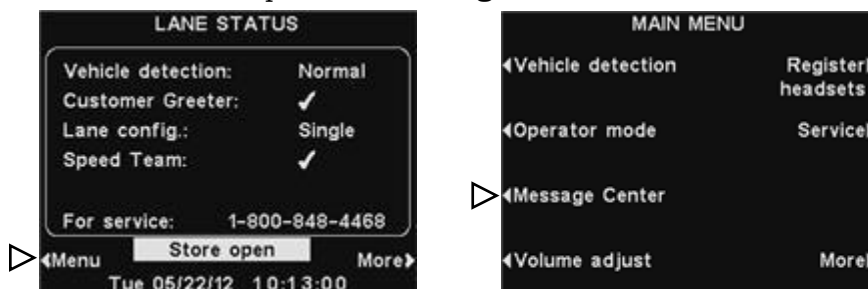 LANE STATUS
Vehicle detection: Normal
Customer Greeter: ✓
Lane config.: Single
Speed Team: ✓
For service: 1-800-848-4468
Store open
Menu More
Tue 05/22/12 10:13:00
MAIN MENU
Vehicle detection Register
headsets
Operator mode Service
Message Center
Volume adjust More